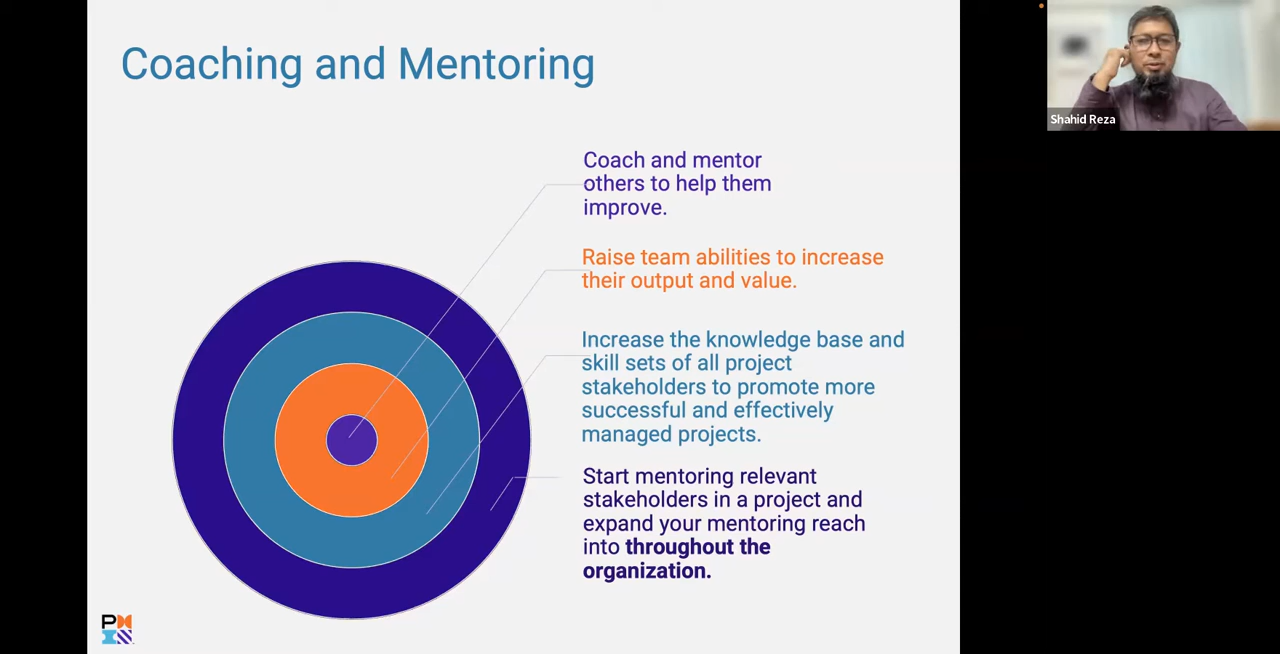 Coaching and Mentoring
Shahid Reza
Coach and mentor
others to help them
improve.
Raise team abilities to increase
their output and value.
Increase the knowledge base and
skill sets of all project
stakeholders to promote more
successful and effectively
managed projects.
Start mentoring relevant
stakeholders in a project and
expand your mentoring reach
into throughout the
organization.